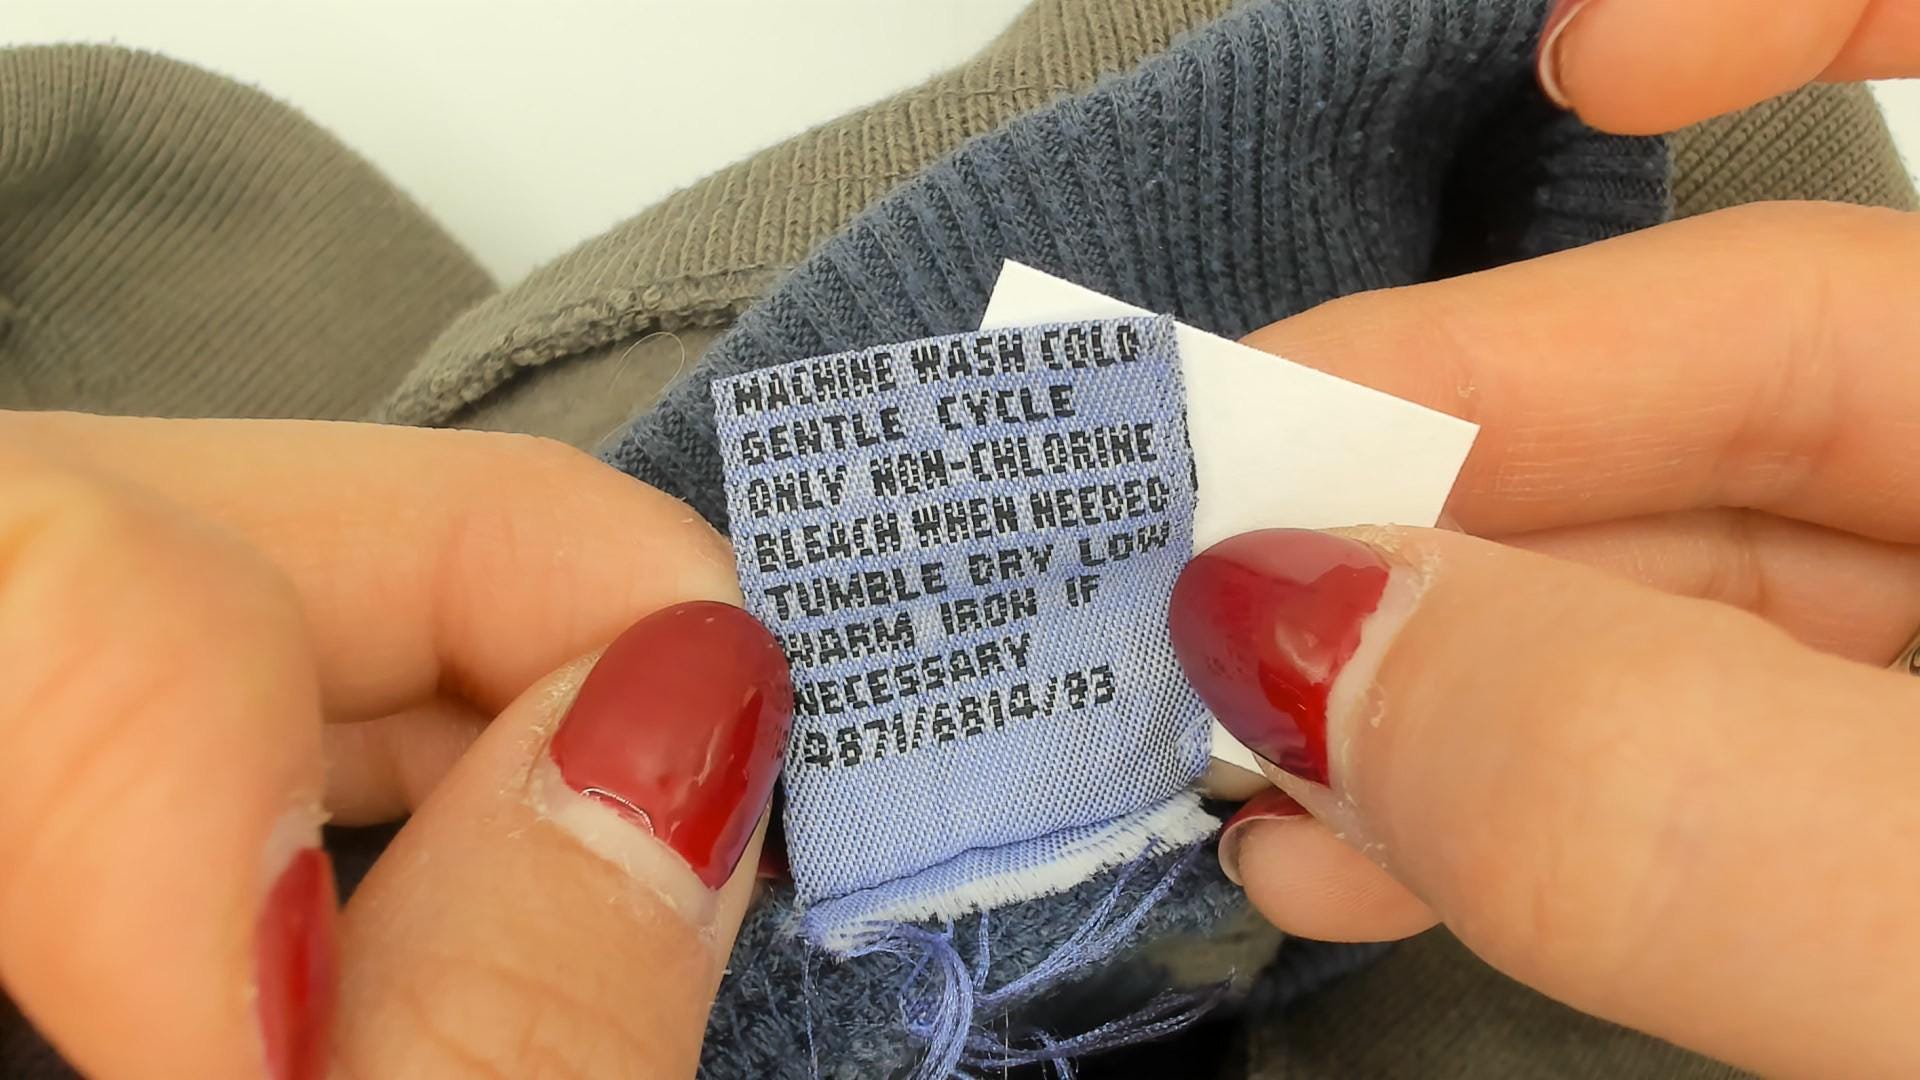 MACHINE WASH COLD
GENTLE CYCLE
ONLY NON-CHLORINE
BLEACH WHEN NEEDED
TUMBLE DRY LOW
WARM IRON IF
NECESSARY